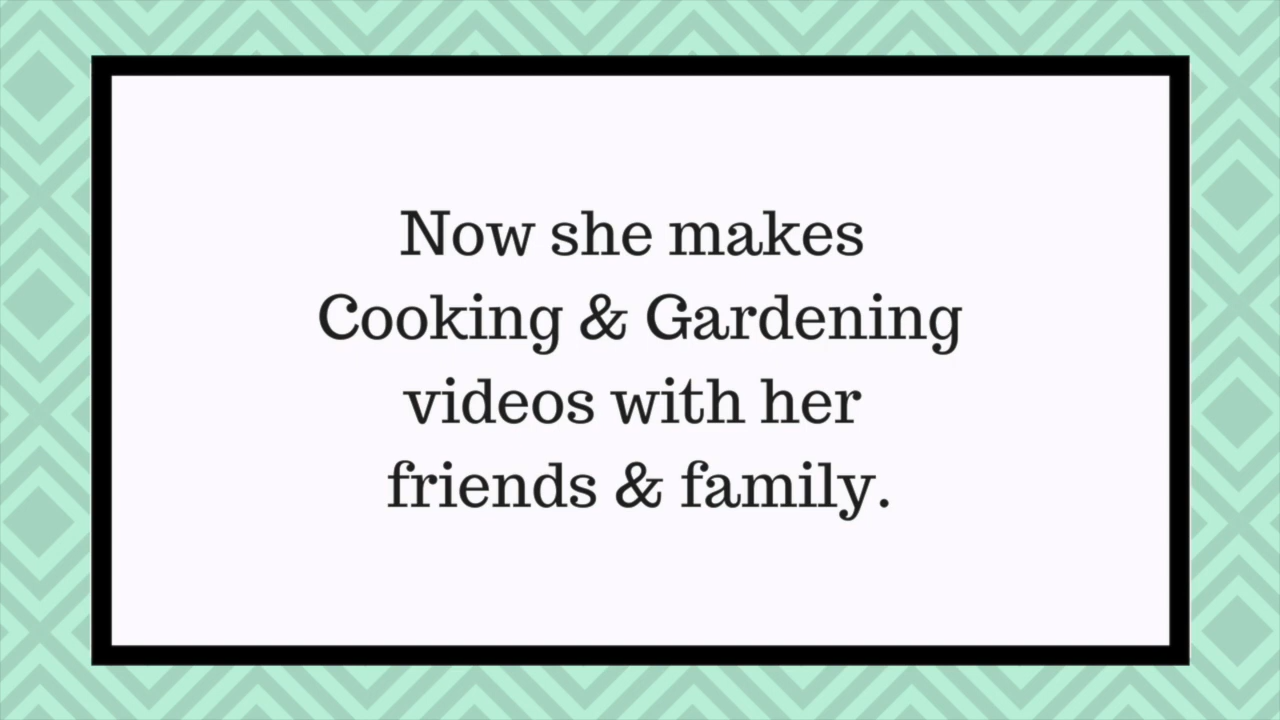 Now she makes
Cooking & Gardening
videos with her
friends & family.